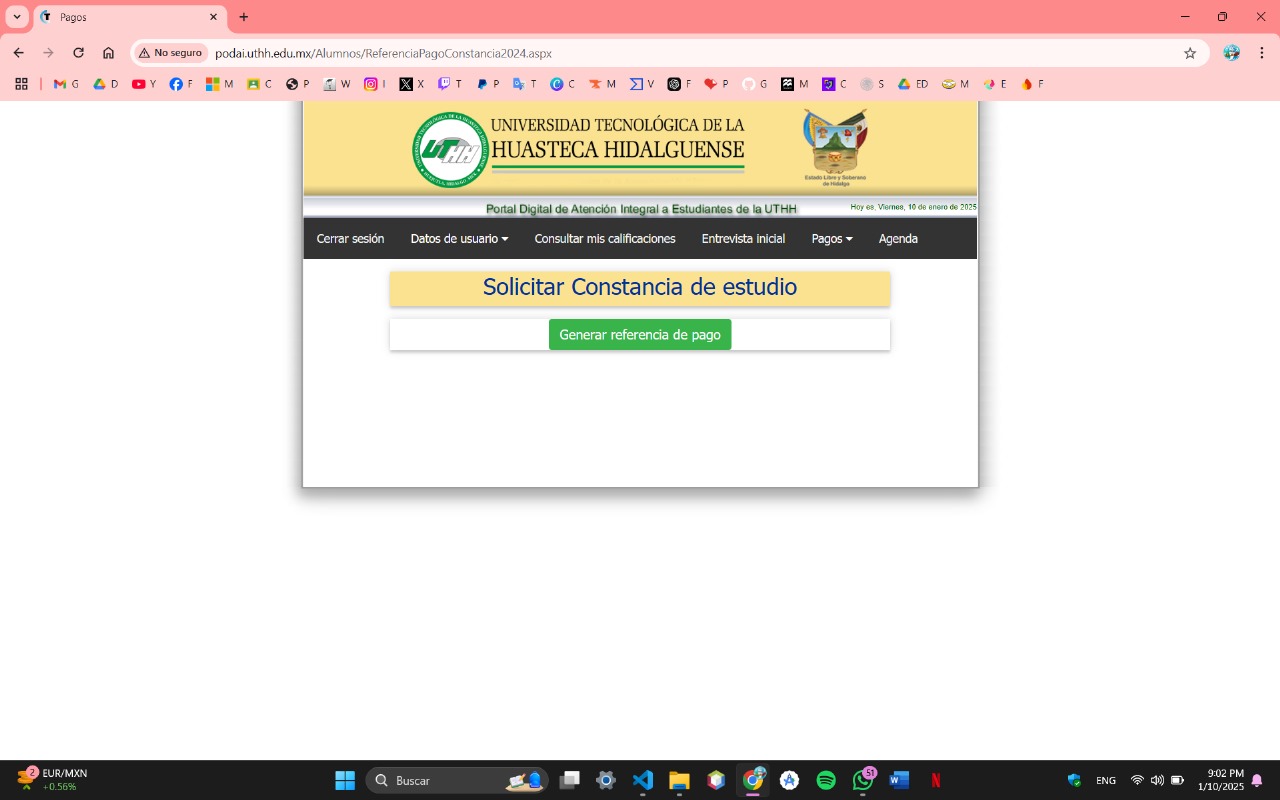 Pagos
No seguro
podai.uthh.edu.mx/Alumnos/ReferenciaPagoConstancia2024.aspx
G D Y F M C P W I X T P T C M V F P G M C S ED M E F
UNIVERSIDAD TECNOLÓGICA DE LA
HUASTECA HIDALGUENSE
UTHH
Estado Libre y Soberano
de Hidalgo
Portal Digital de Atención Integral a Estudiantes de la UTHH
Hoy es, Viernes, 10 de enero de 2025
Cerrar sesión Datos de usuario Consultar mis calificaciones Entrevista inicial Pagos Agenda
Solicitar Constancia de estudio
Generar referencia de pago
2
EUR/MXN
+0.56%
Buscar
51
ENG
9:02 PM
1/10/2025